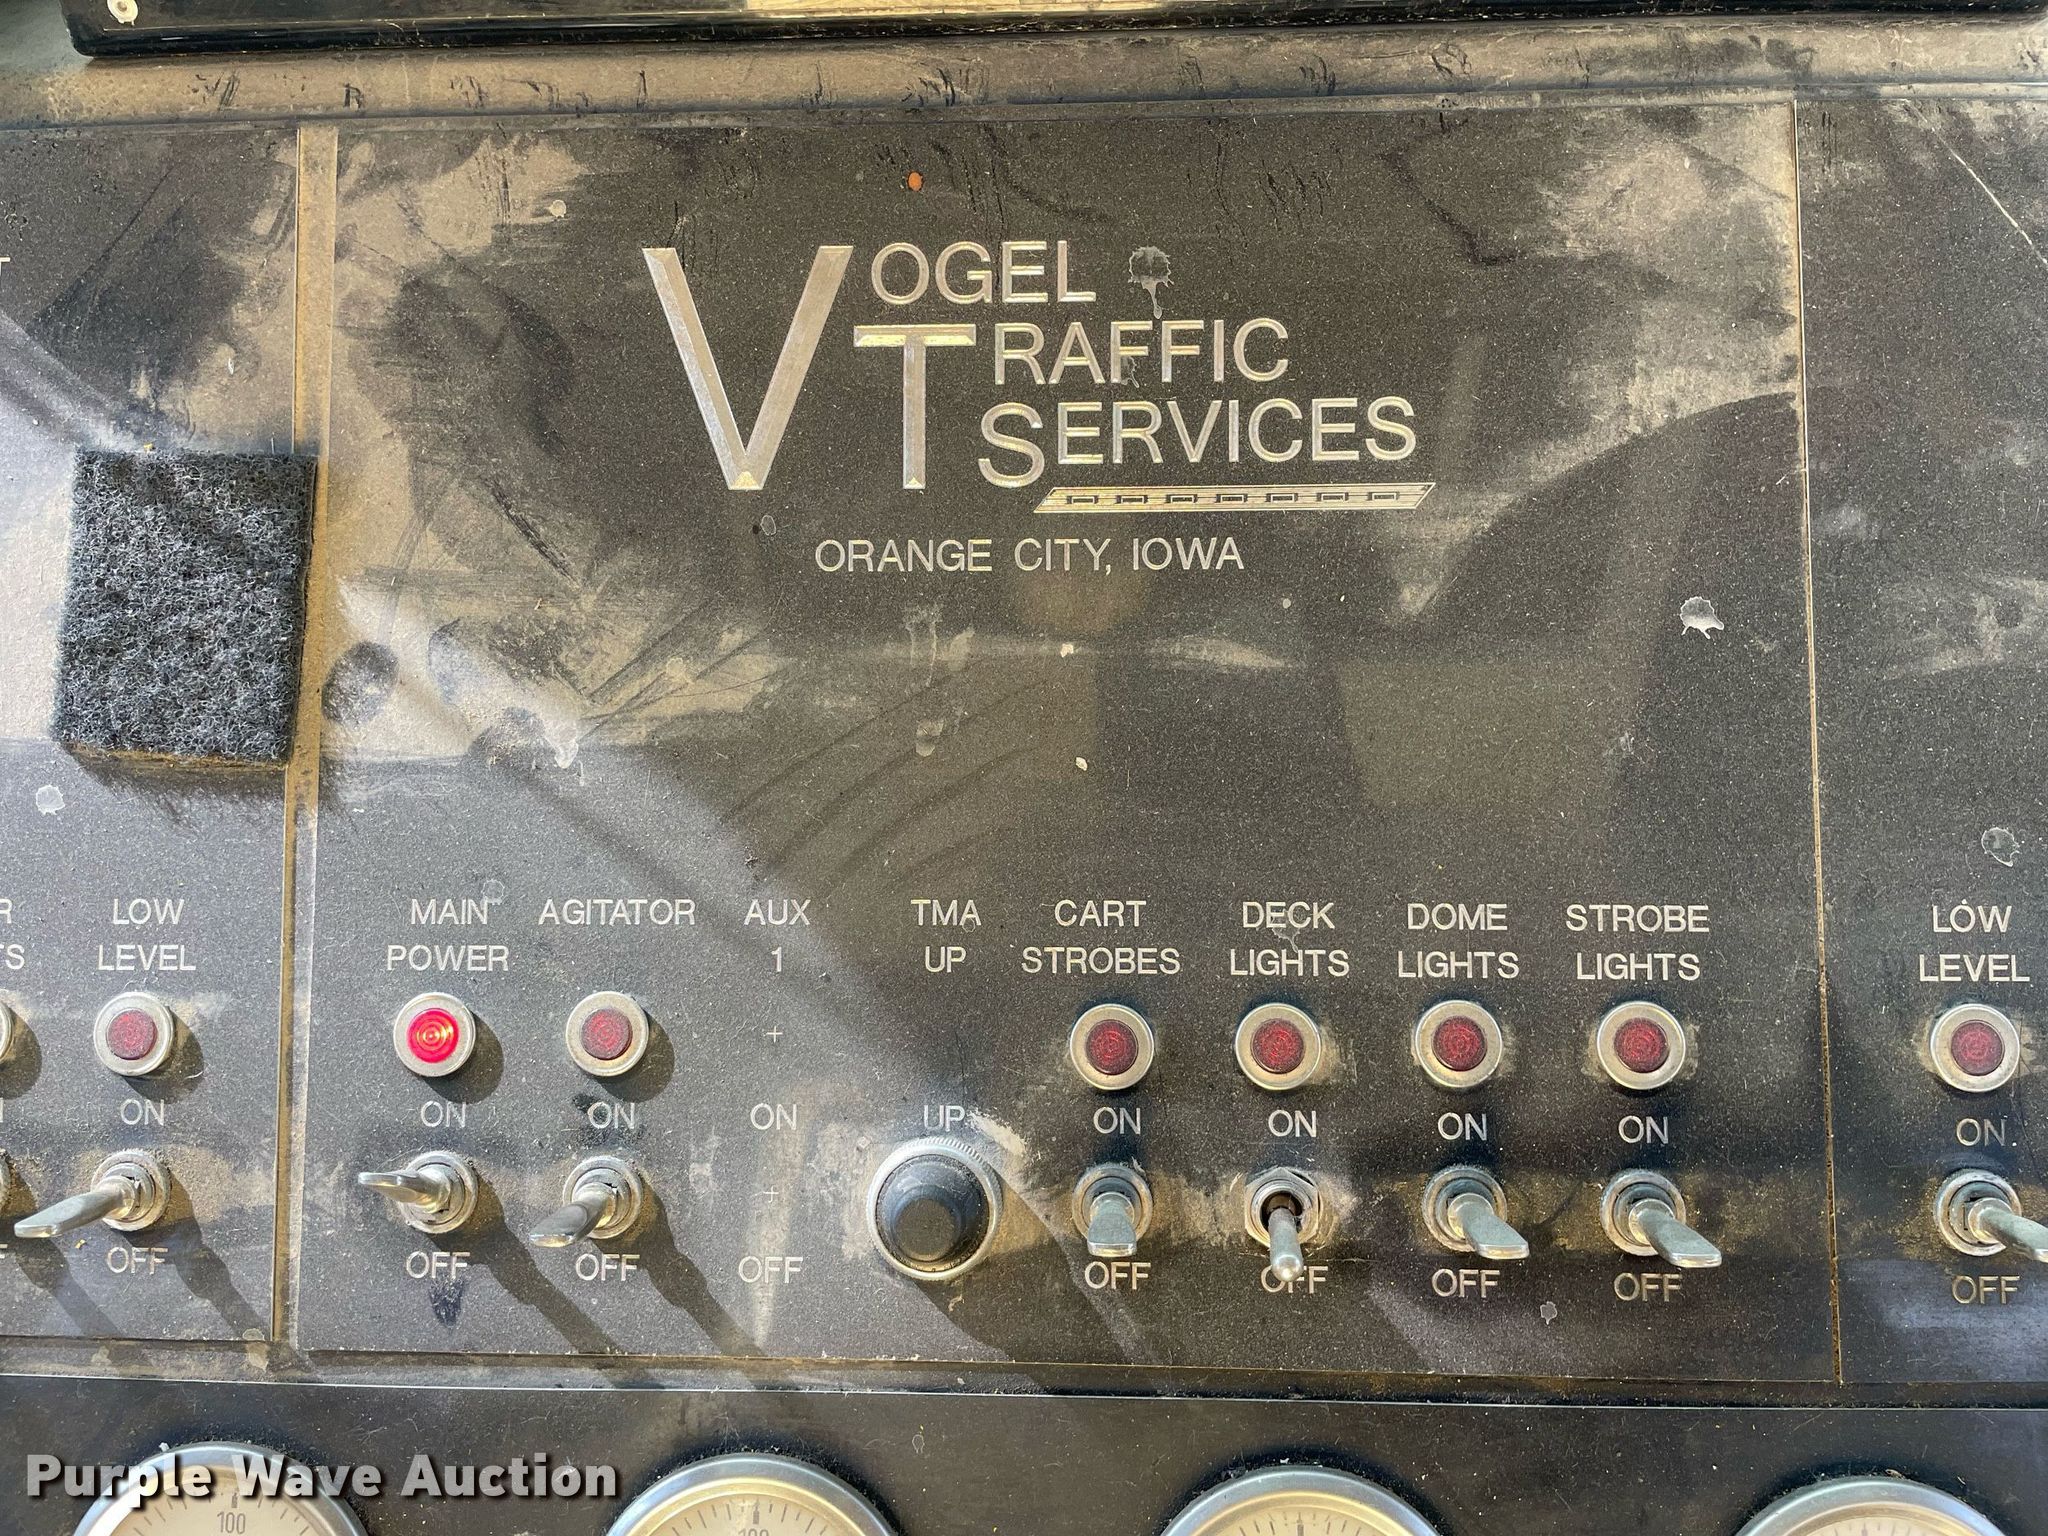 VOGEL
TRAFFIC
SERVICES
ORANGE CITY, IOWA
LOW LEVEL
MAIN POWER
AGITATOR
AUX 1
TMA UP
CART STROBES
DECK LIGHTS
DOME LIGHTS
STROBE LIGHTS
LOW LEVEL
+
ON ON ON ON UP ON ON ON ON ON
+
OFF OFF OFF OFF OFF OFF OFF OFF OFF
Purple Wave Auction
100